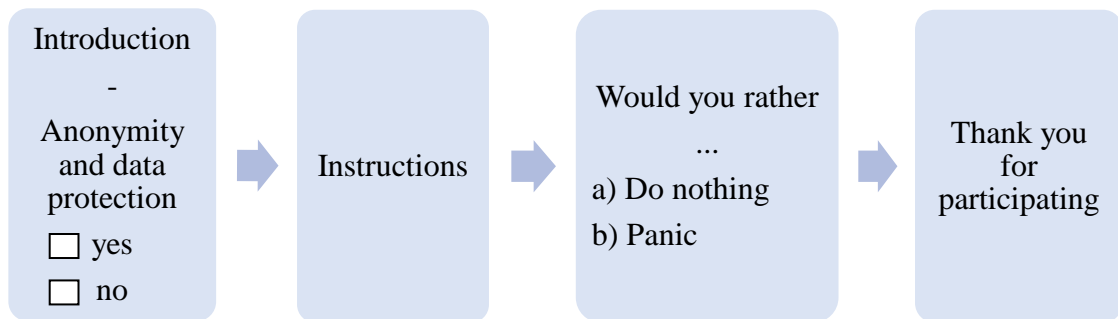 Introduction
-
Anonymity
and data
protection
yes
no
Instructions
Would you rather
...
a) Do nothing
b) Panic
Thank you
for
participating